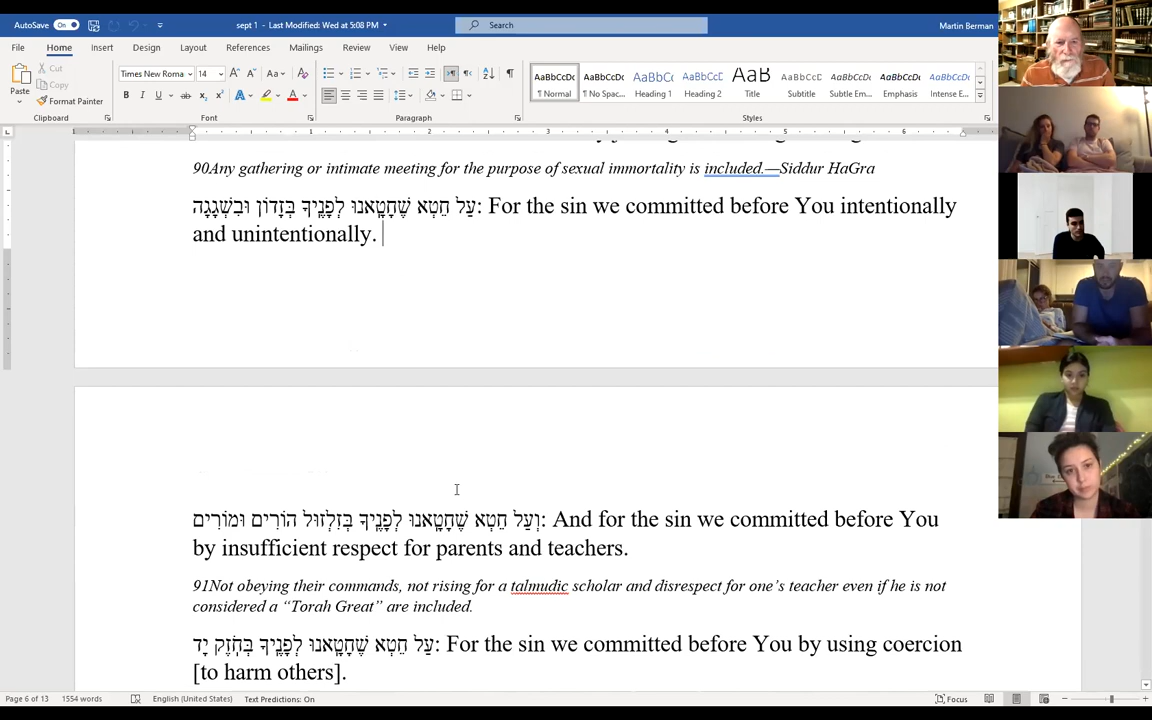 AutoSave On sept 1 - Last Modified: Wed at 5:08 PM Search Martin Berman
File Home Insert Design Layout References Mailings Review View Help
Paste Cut Copy Format Painter
Times New Roma 14
AaBbCcDc AaBbCcDc AaBbC( AaBbCcD AaB AaBbCcD AaBbCcDc AaBbCcDc AaBbCcDc
¶ Normal ¶ No Spac... Heading 1 Heading 2 Title Subtitle Subtle Em... Emphasis Intense E...
Clipboard Font Paragraph Styles
90Any gathering or intimate meeting for the purpose of sexual immortality is included.—Siddur HaGra
עַל חֵטְא שֶׁחָטָֽאנוּ לְפָנֶֽיךָ בְּזָדוֹן וּבִשְׁגָגָה: For the sin we committed before You intentionally
and unintentionally.
וְעַל חֵטְא שֶׁחָטָֽאנוּ לְפָנֶֽיךָ בְּזִלְזוּל הוֹרִים וּמוֹרִים: And for the sin we committed before You
by insufficient respect for parents and teachers.
91Not obeying their commands, not rising for a talmudic scholar and disrespect for one’s teacher even if he is not
considered a “Torah Great” are included.
עַל חֵטְא שֶׁחָטָֽאנוּ לְפָנֶֽיךָ בְּחֹֽזֶק יָד: For the sin we committed before You by using coercion
[to harm others].
Page 6 of 13 1554 words English (United States) Text Predictions: On Focus